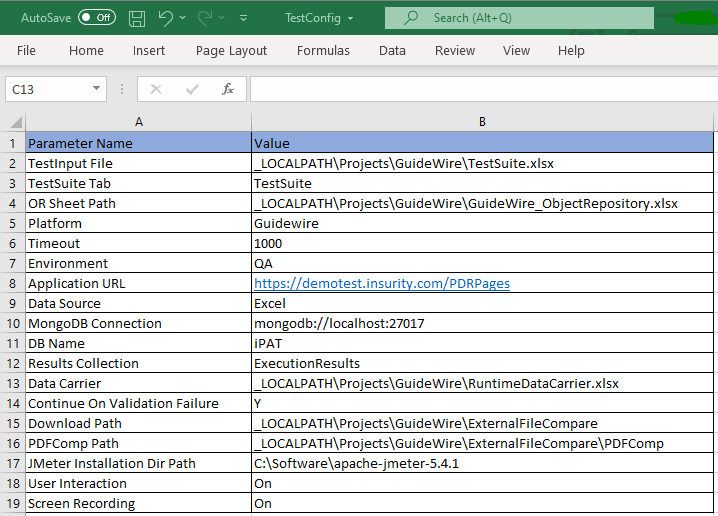 AutoSave Off TestConfig Search (Alt+Q)
File Home Insert Page Layout Formulas Data Review View Help
C13 fx
A B
1 Parameter Name Value
2 TestInput File _LOCALPATH\Projects\GuideWire\TestSuite.xlsx
3 TestSuite Tab TestSuite
4 OR Sheet Path _LOCALPATH\Projects\GuideWire\GuideWire_ObjectRepository.xlsx
5 Platform Guidewire
6 Timeout 1000
7 Environment QA
8 Application URL https://demotest.insurity.com/PDRPages
9 Data Source Excel
10 MongoDB Connection mongodb://localhost:27017
11 DB Name iPAT
12 Results Collection ExecutionResults
13 Data Carrier _LOCALPATH\Projects\GuideWire\RuntimeDataCarrier.xlsx
14 Continue On Validation Failure Y
15 Download Path _LOCALPATH\Projects\GuideWire\ExternalFileCompare
16 PDFComp Path _LOCALPATH\Projects\GuideWire\ExternalFileCompare\PDFComp
17 JMeter Installation Dir Path C:\Software\apache-jmeter-5.4.1
18 User Interaction On
19 Screen Recording On